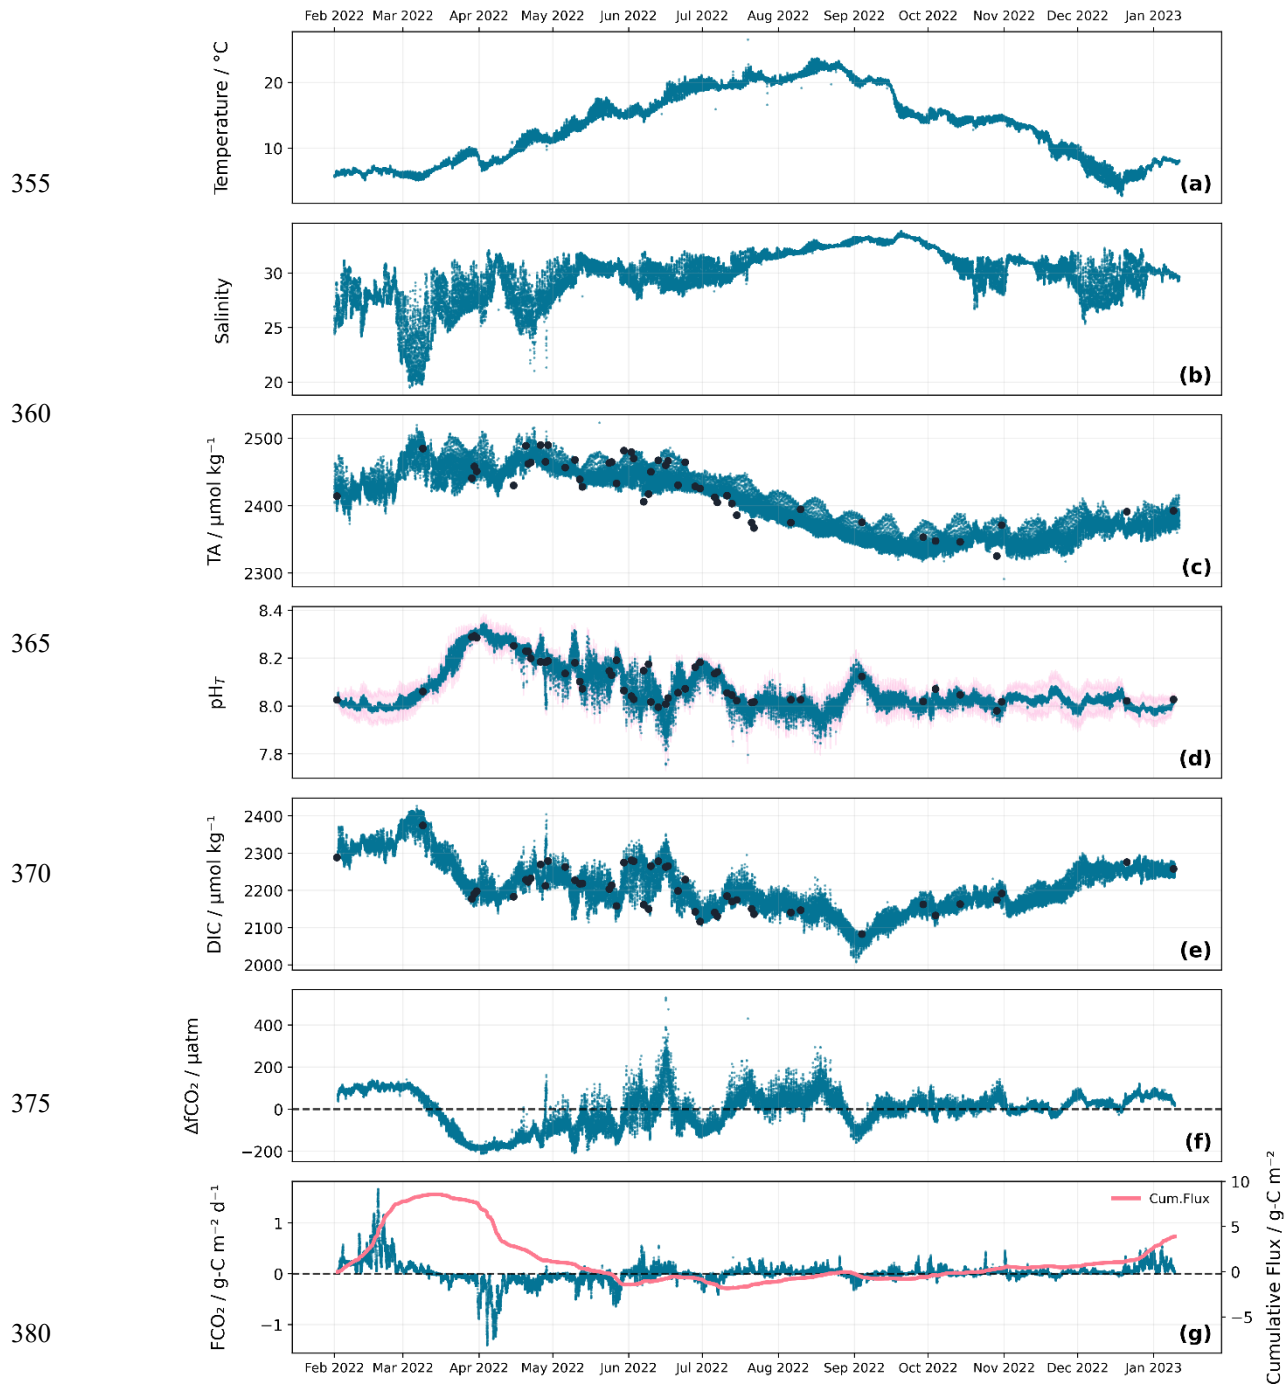 Feb 2022 Mar 2022 Apr 2022 May 2022 Jun 2022 Jul 2022 Aug 2022 Sep 2022 Oct 2022 Nov 2022 Dec 2022 Jan 2023
Temperature / °C
20
10
(a)
355
Salinity
30
25
20
(b)
360
TA / μmol kg⁻¹
2500
2400
2300
(c)
365
pH_T
8.4
8.2
8.0
7.8
(d)
370
DIC / μmol kg⁻¹
2400
2300
2200
2100
2000
(e)
375
ΔfCO₂ / μatm
400
200
0
−200
(f)
380
FCO₂ / g-C m⁻² d⁻¹
1
0
−1
Cum.Flux
10
5
0
−5
Cumulative Flux / g-C m⁻²
(g)
Feb 2022 Mar 2022 Apr 2022 May 2022 Jun 2022 Jul 2022 Aug 2022 Sep 2022 Oct 2022 Nov 2022 Dec 2022 Jan 2023